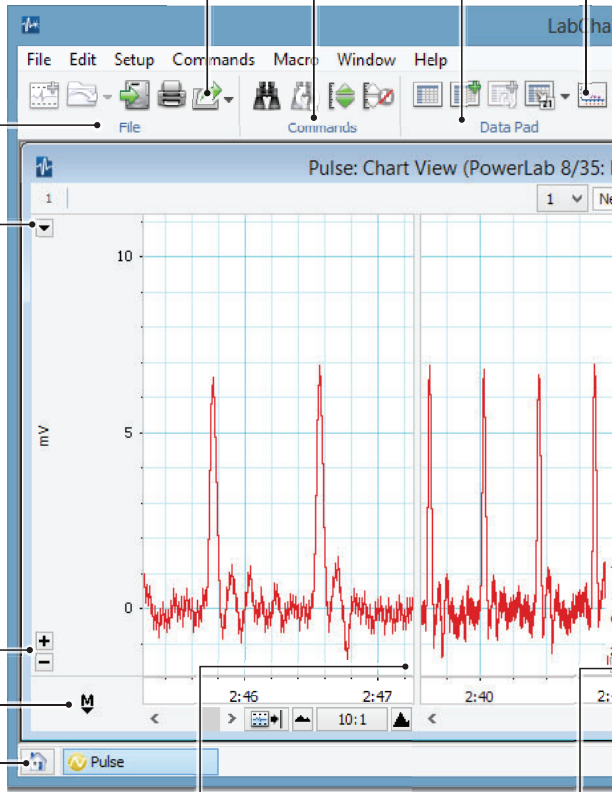 LabCha
File Edit Setup Commands Macro Window Help
File Commands Data Pad
Pulse: Chart View (PowerLab 8/35:
1 1 Ne
10
5
mV
0
+
−
M
2:46 2:47 2:40 2:
10:1
Pulse